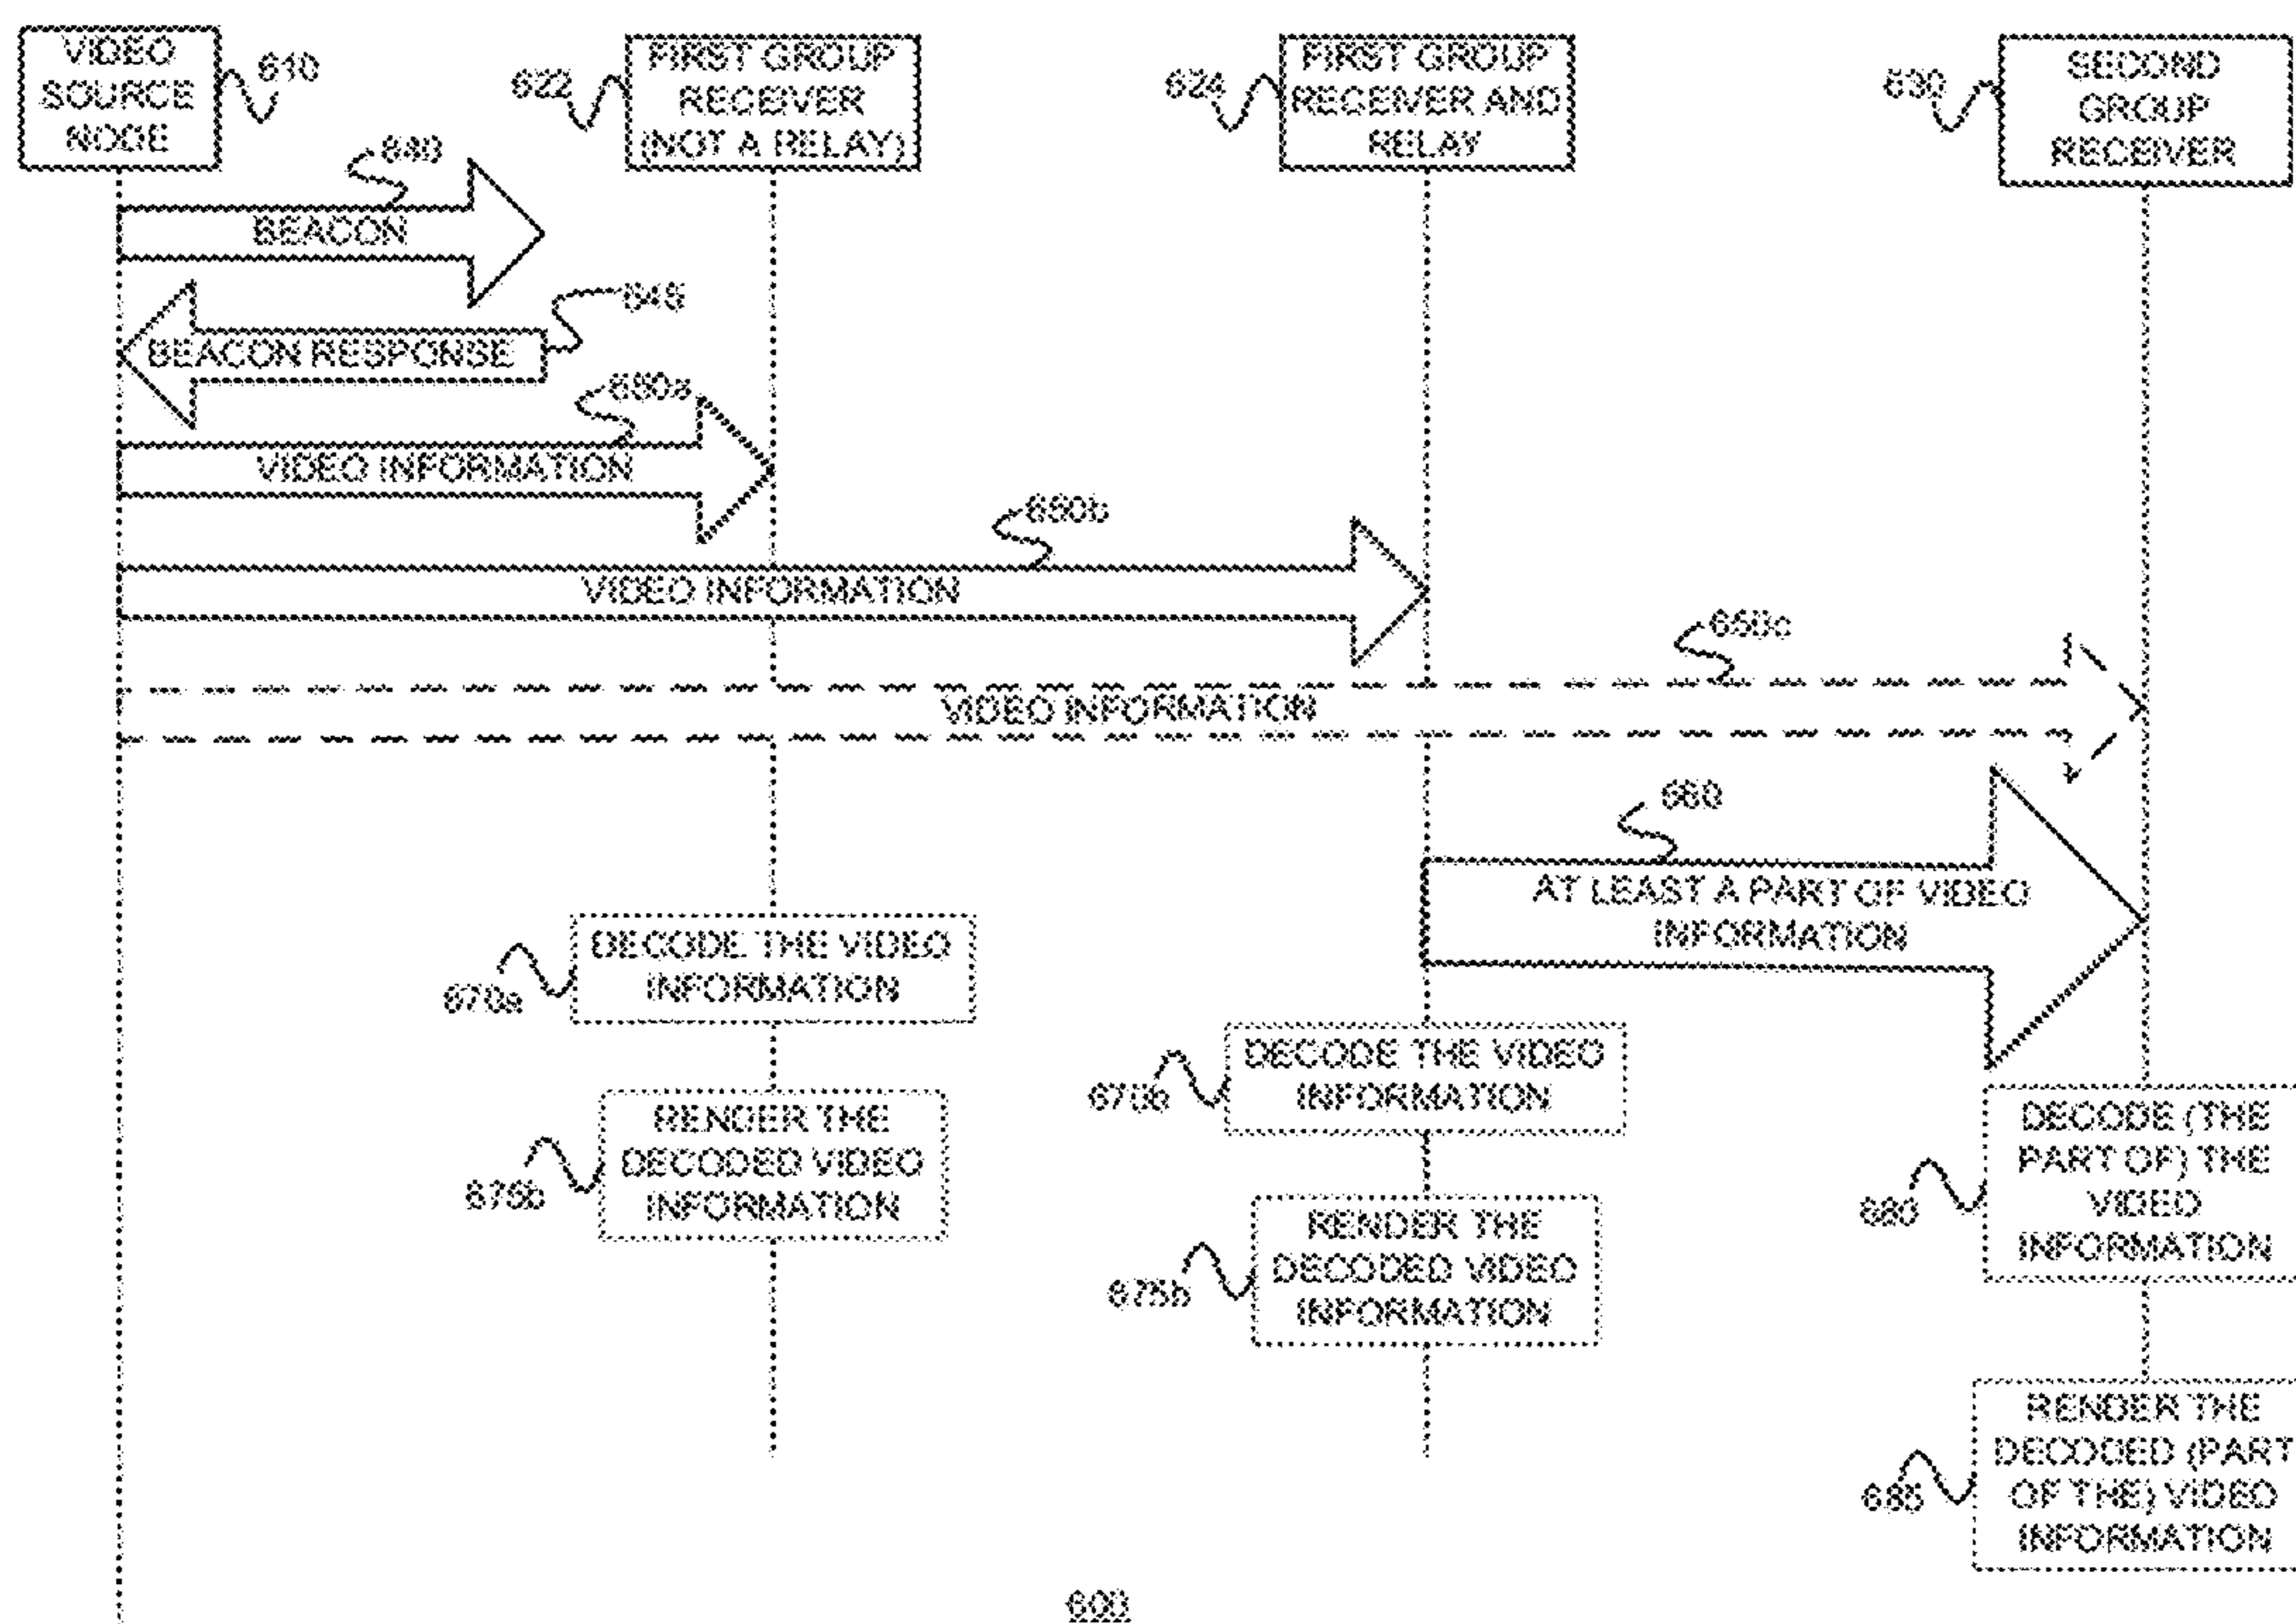 VIDEO
SOURCE
NODE
610
622
FIRST GROUP
RECEIVER
(NOT A RELAY)
624
FIRST GROUP
RECEIVER AND
RELAY
630
SECOND
GROUP
RECEIVER
640
BEACON
645
BEACON RESPONSE
650a
VIDEO INFORMATION
650b
VIDEO INFORMATION
650c
VIDEO INFORMATION
660
AT LEAST A PART OF VIDEO
INFORMATION
670a
DECODE THE VIDEO
INFORMATION
675b
RENDER THE
DECODED VIDEO
INFORMATION
670b
DECODE THE VIDEO
INFORMATION
675b
RENDER THE
DECODED VIDEO
INFORMATION
680
DECODE (THE
PART OF) THE
VIDEO
INFORMATION
685
RENDER THE
DECODED (PART
OF THE) VIDEO
INFORMATION
600